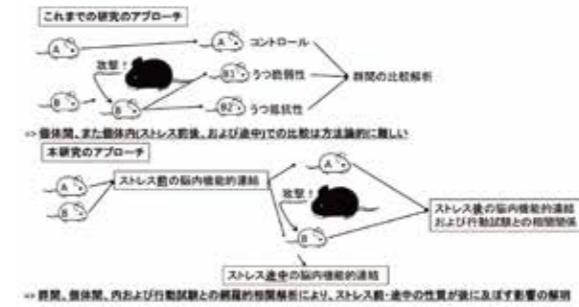 これまでの研究のアプローチ
A
A コントロール
攻撃！
B1 うつ脆弱性
群間の比較解析
B
B
B2 うつ抵抗性
=> 個体間、また個体内(ストレス前後、および途中)での比較は方法論的に難しい
本研究のアプローチ
A
ストレス前の脳内機能的連結
A
B
攻撃！
B
ストレス後の脳内機能的連結
および行動試験との相関関係
ストレス途中の脳内機能的連結
=> 群間、個体間、内および行動試験との網羅的相関解析により、ストレス前・途中の性質が後に及ぼす影響の解明